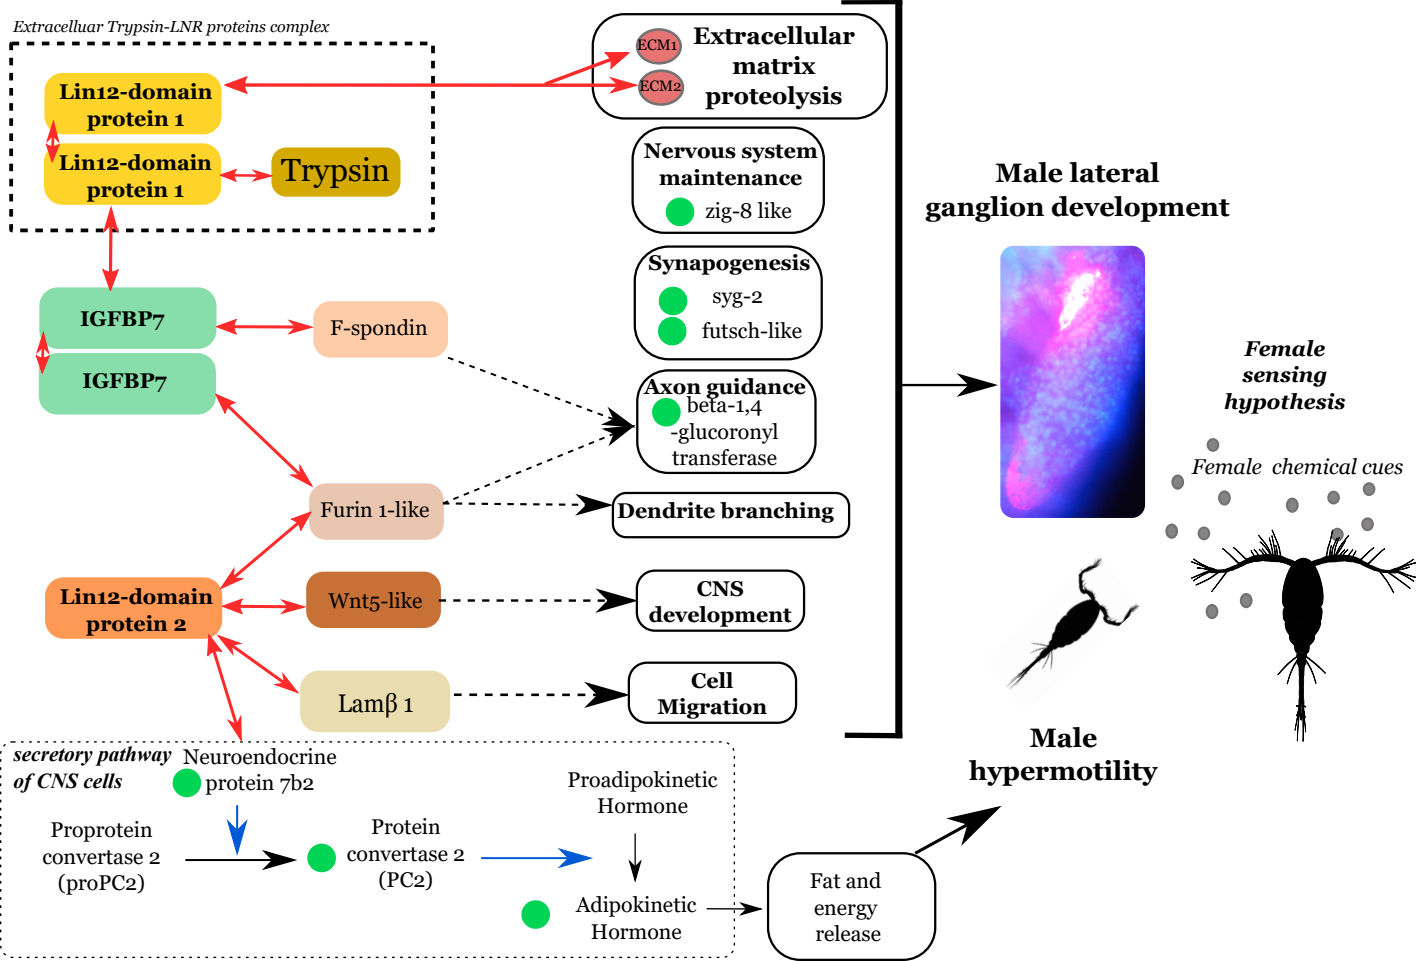 Extracelluar Trypsin-LNR proteins complex
Lin12-domain
protein 1
Lin12-domain
protein 1
Trypsin
ECM1
ECM2
Extracellular
matrix
proteolysis
Nervous system
maintenance
zig-8 like
Synapogenesis
syg-2
futsch-like
IGFBP7
IGFBP7
F-spondin
Axon guidance
beta-1,4
-glucoronyl
transferase
Furin 1-like
Dendrite branching
Lin12-domain
protein 2
Wnt5-like
CNS
development
Lamβ 1
Cell
Migration
Male lateral
ganglion development
Female
sensing
hypothesis
Female chemical cues
Male
hypermotility
secretory pathway
of CNS cells
Neuroendocrine
protein 7b2
Proprotein
convertase 2
(proPC2)
Protein
convertase 2
(PC2)
Proadipokinetic
Hormone
Adipokinetic
Hormone
Fat and
energy
release